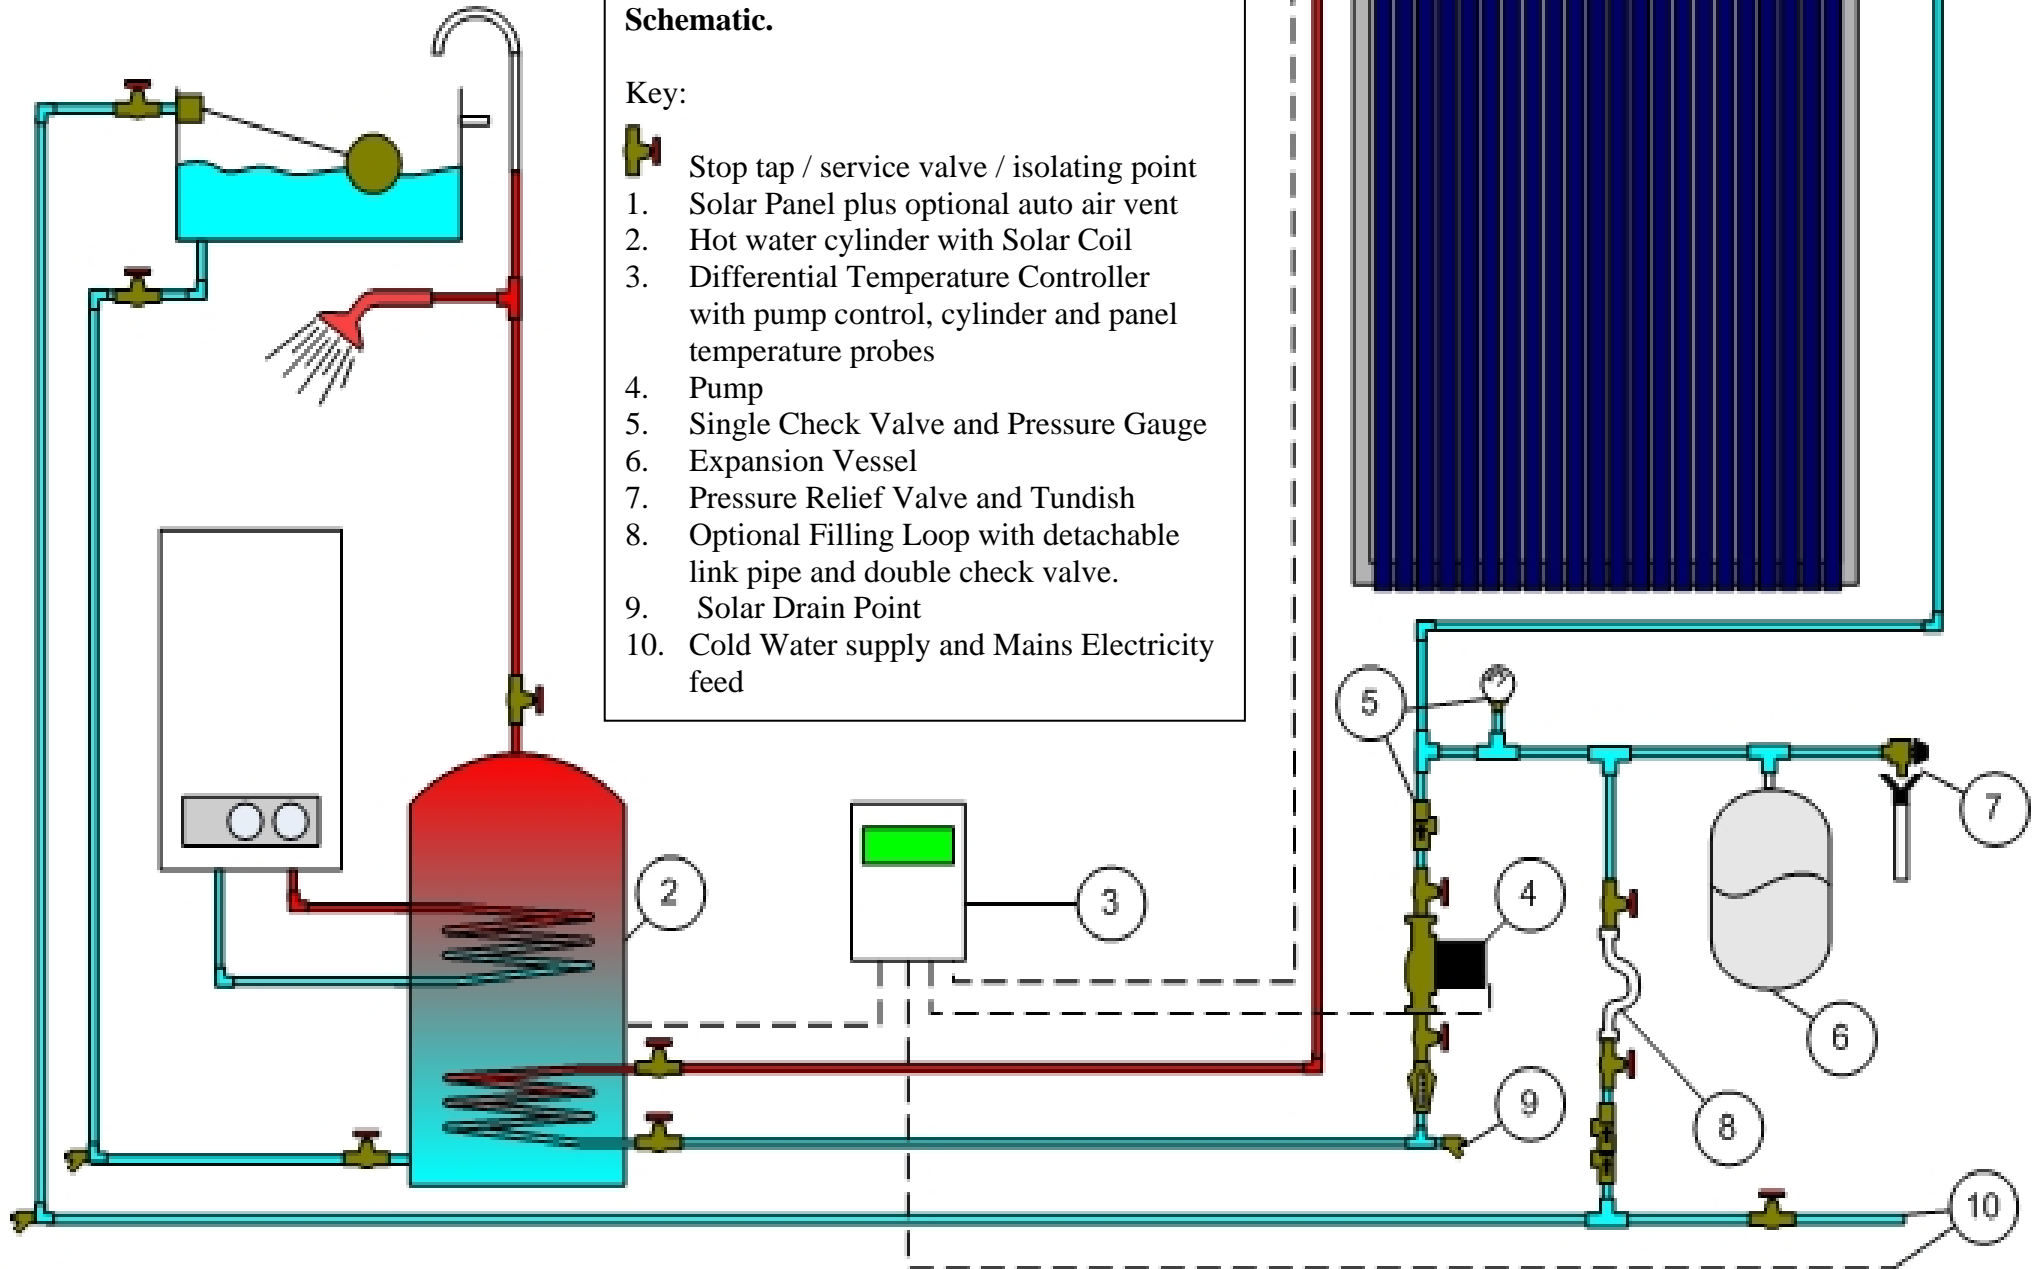 Schematic.
Key:
Stop tap / service valve / isolating point
1. Solar Panel plus optional auto air vent
2. Hot water cylinder with Solar Coil
3. Differential Temperature Controller
with pump control, cylinder and panel
temperature probes
4. Pump
5. Single Check Valve and Pressure Gauge
6. Expansion Vessel
7. Pressure Relief Valve and Tundish
8. Optional Filling Loop with detachable
link pipe and double check valve.
9. Solar Drain Point
10. Cold Water supply and Mains Electricity
feed
5
7
2
3
4
6
9
8
10